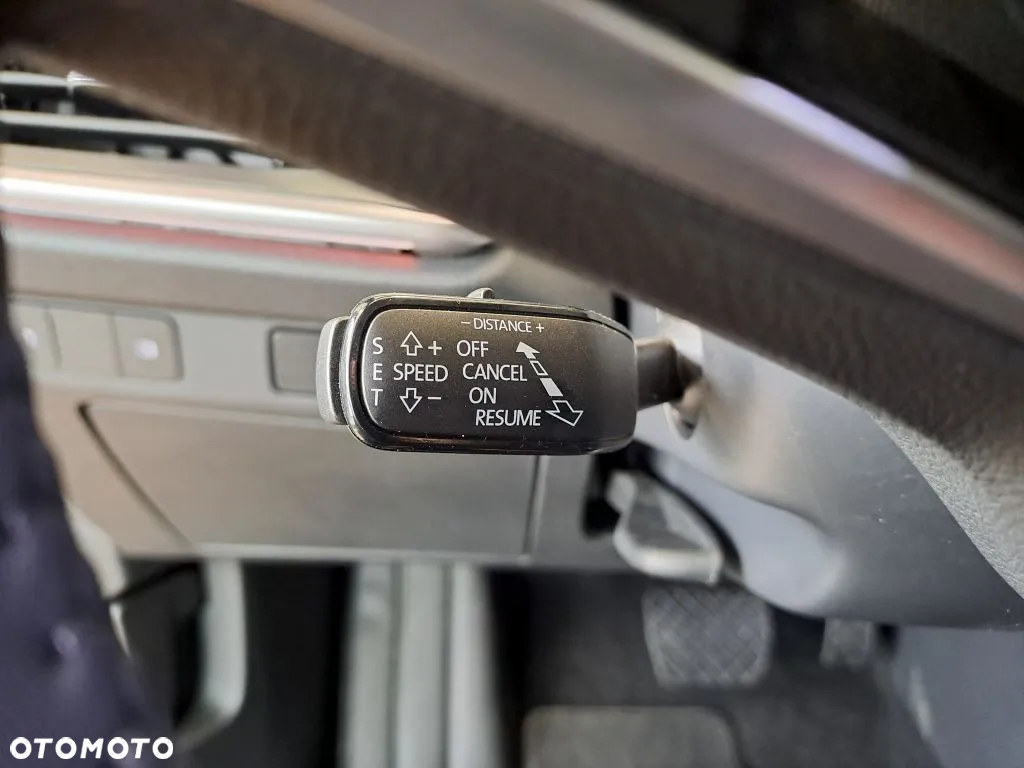 − DISTANCE +
S ⇧ + OFF
E SPEED CANCEL
T ⇩ − ON
RESUME
OTOMOTO